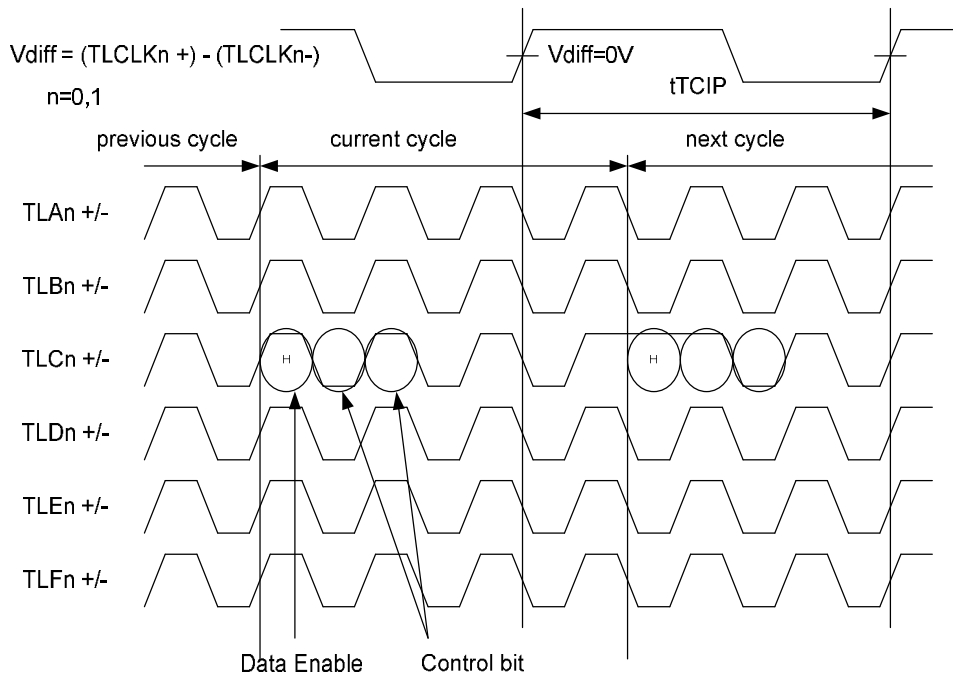 Vdiff = (TLCLKn +) - (TLCLKn-)
Vdiff=0V
n=0,1
tTCIP
previous cycle
current cycle
next cycle
TLAn +/-
TLBn +/-
TLCn +/-
H
H
TLDn +/-
TLEn +/-
TLFn +/-
Data Enable
Control bit